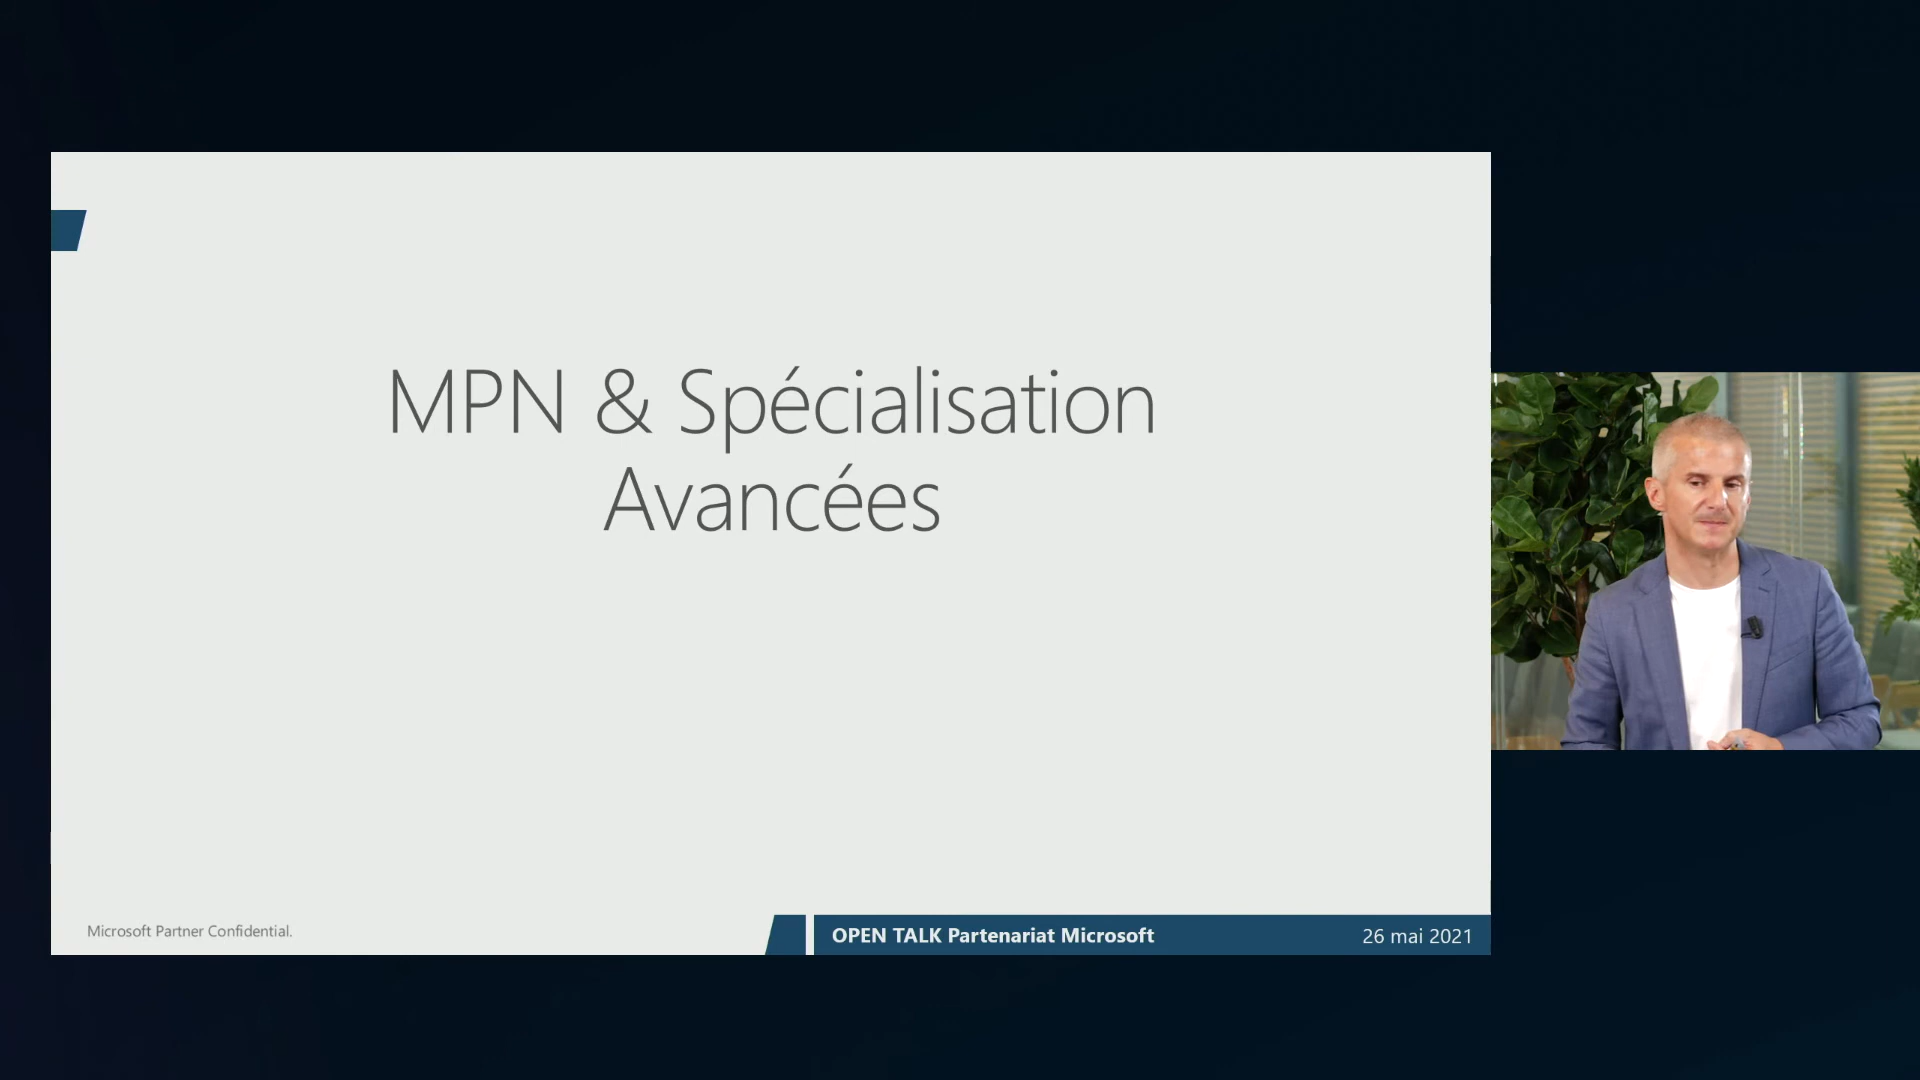 MPN & Spécialisation
Avancées
Microsoft Partner Confidential.
OPEN TALK Partenariat Microsoft
26 mai 2021